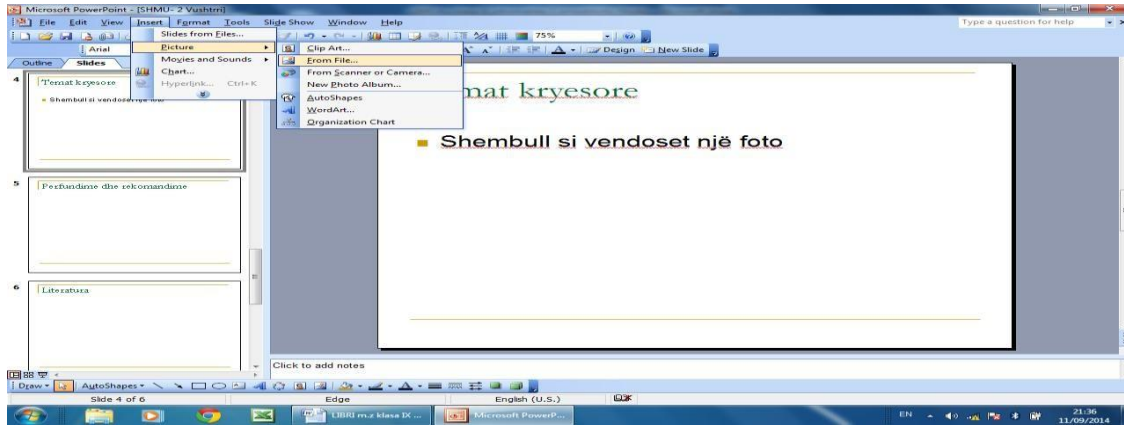 Microsoft PowerPoint - [SHMU- 2 Vushtrri]
File Edit View Insert Format Tools Slide Show Window Help
Type a question for help
Arial
75%
Design New Slide
Outline Slides
Slides from Files...
Picture
Movies and Sounds
Chart...
Hyperlink... Ctrl+K
Clip Art...
From File...
From Scanner or Camera...
New Photo Album...
AutoShapes
WordArt...
Organization Chart
4
Temat kryesore
Shembull si vendoset një foto
5
Perfundime dhe rekomandime
6
Literatura
mat kryesore
Shembull si vendoset një foto
Click to add notes
Draw AutoShapes
Slide 4 of 6 Edge English (U.S.)
LIBRI m.z klasa IX ... Microsoft PowerP...
EN 21:36
11/09/2014